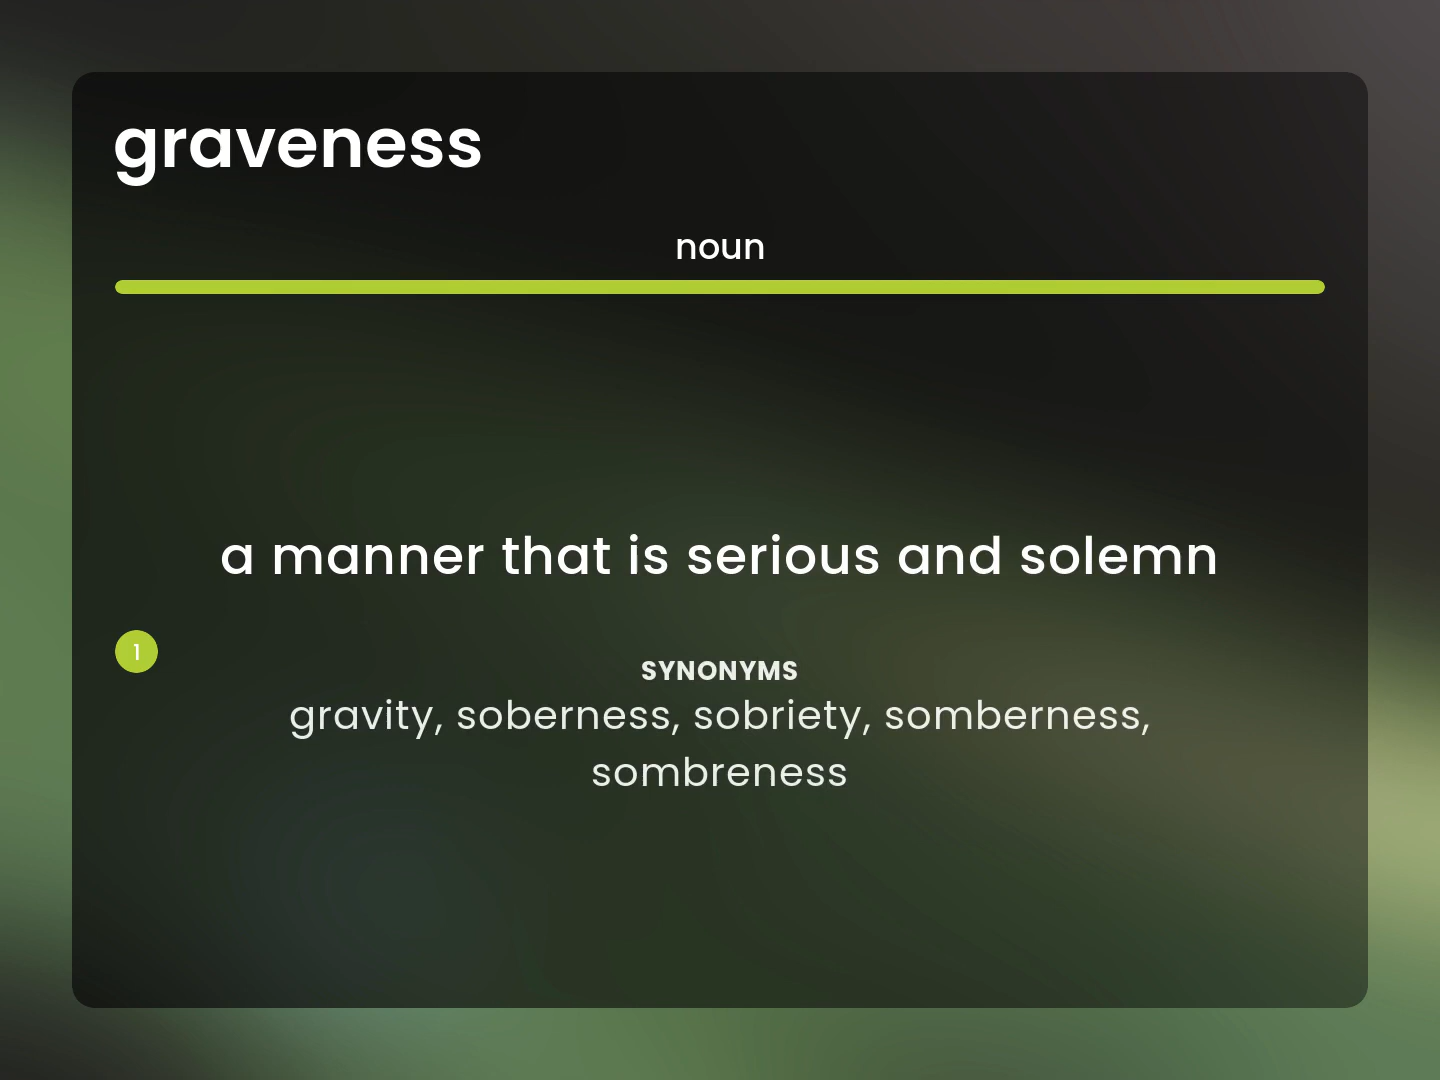 graveness
noun
a manner that is serious and solemn
1
SYNONYMS
gravity, soberness, sobriety, somberness,
sombreness